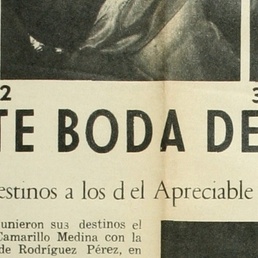 2 3
TE BODA DE
estinos a los d el Apreciable
unieron sus destinos el
Camarillo Medina con la
de Rodríguez Pérez, en